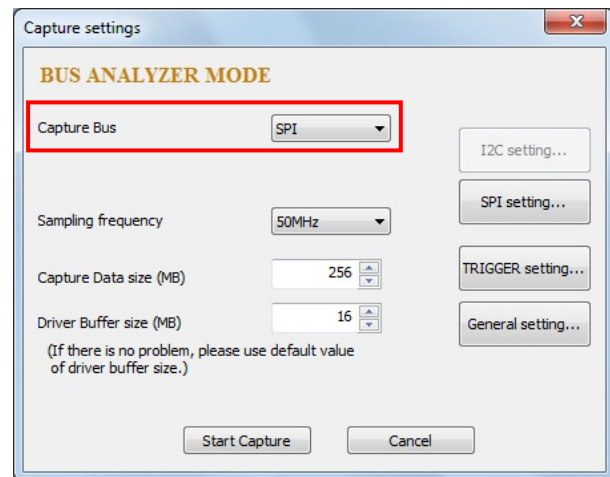 Capture settings
BUS ANALYZER MODE
Capture Bus SPI
I2C setting...
SPI setting...
Sampling frequency 50MHz
Capture Data size (MB) 256
TRIGGER setting...
Driver Buffer size (MB) 16
General setting...
(If there is no problem, please use default value
of driver buffer size.)
Start Capture Cancel